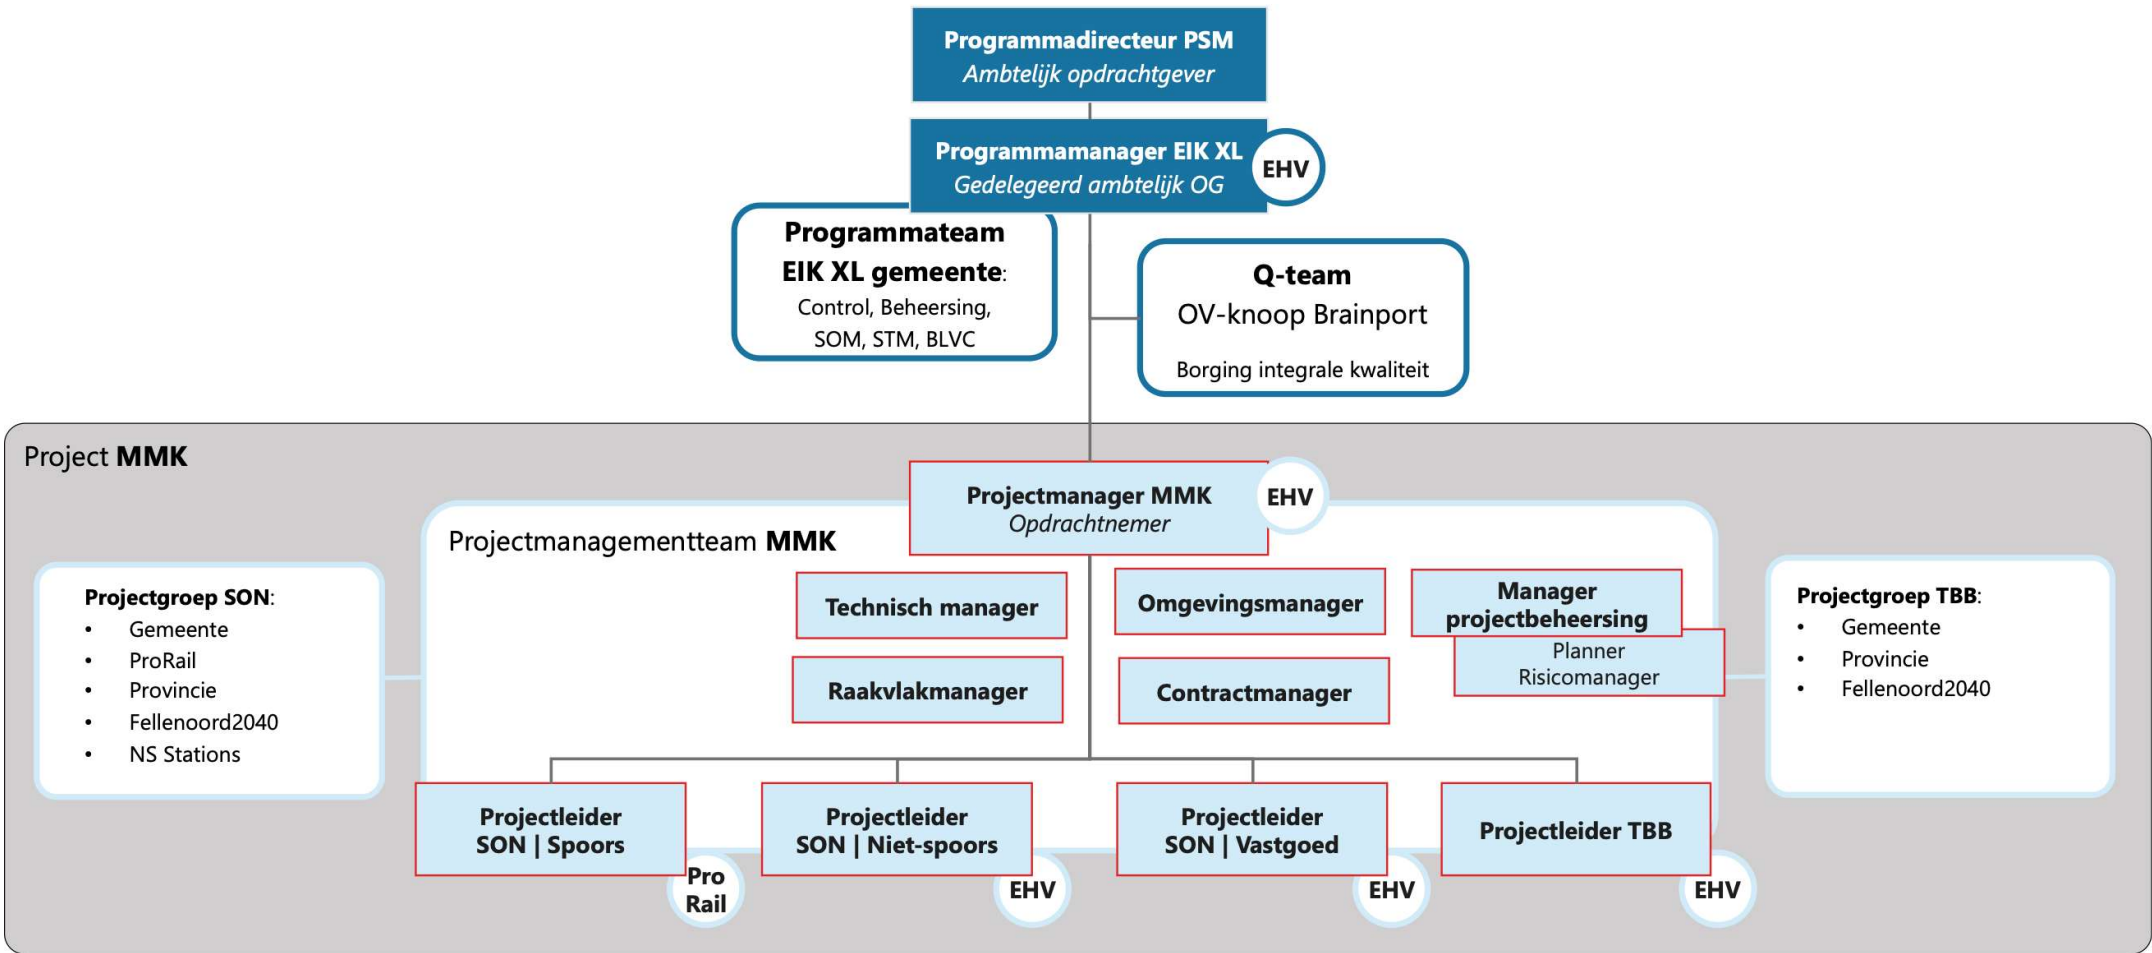 Programmadirecteur PSM
Ambtelijk opdrachtgever
Programmamanager EIK XL
Gedelegeerd ambtelijk OG
EHV
Programmateam
EIK XL gemeente:
Control, Beheersing,
SOM, STM, BLVC
Q-team
OV-knoop Brainport
Borging integrale kwaliteit
Project MMK
Projectmanager MMK
Opdrachtnemer
EHV
Projectmanagementteam MMK
Projectgroep SON:
• Gemeente
• ProRail
• Provincie
• Fellenoord2040
• NS Stations
Technisch manager
Omgevingsmanager
Manager
projectbeheersing
Planner
Risicomanager
Raakvlakmanager
Contractmanager
Projectgroep TBB:
• Gemeente
• Provincie
• Fellenoord2040
Projectleider
SON | Spoors
Pro
Rail
Projectleider
SON | Niet-spoors
EHV
Projectleider
SON | Vastgoed
EHV
Projectleider TBB
EHV